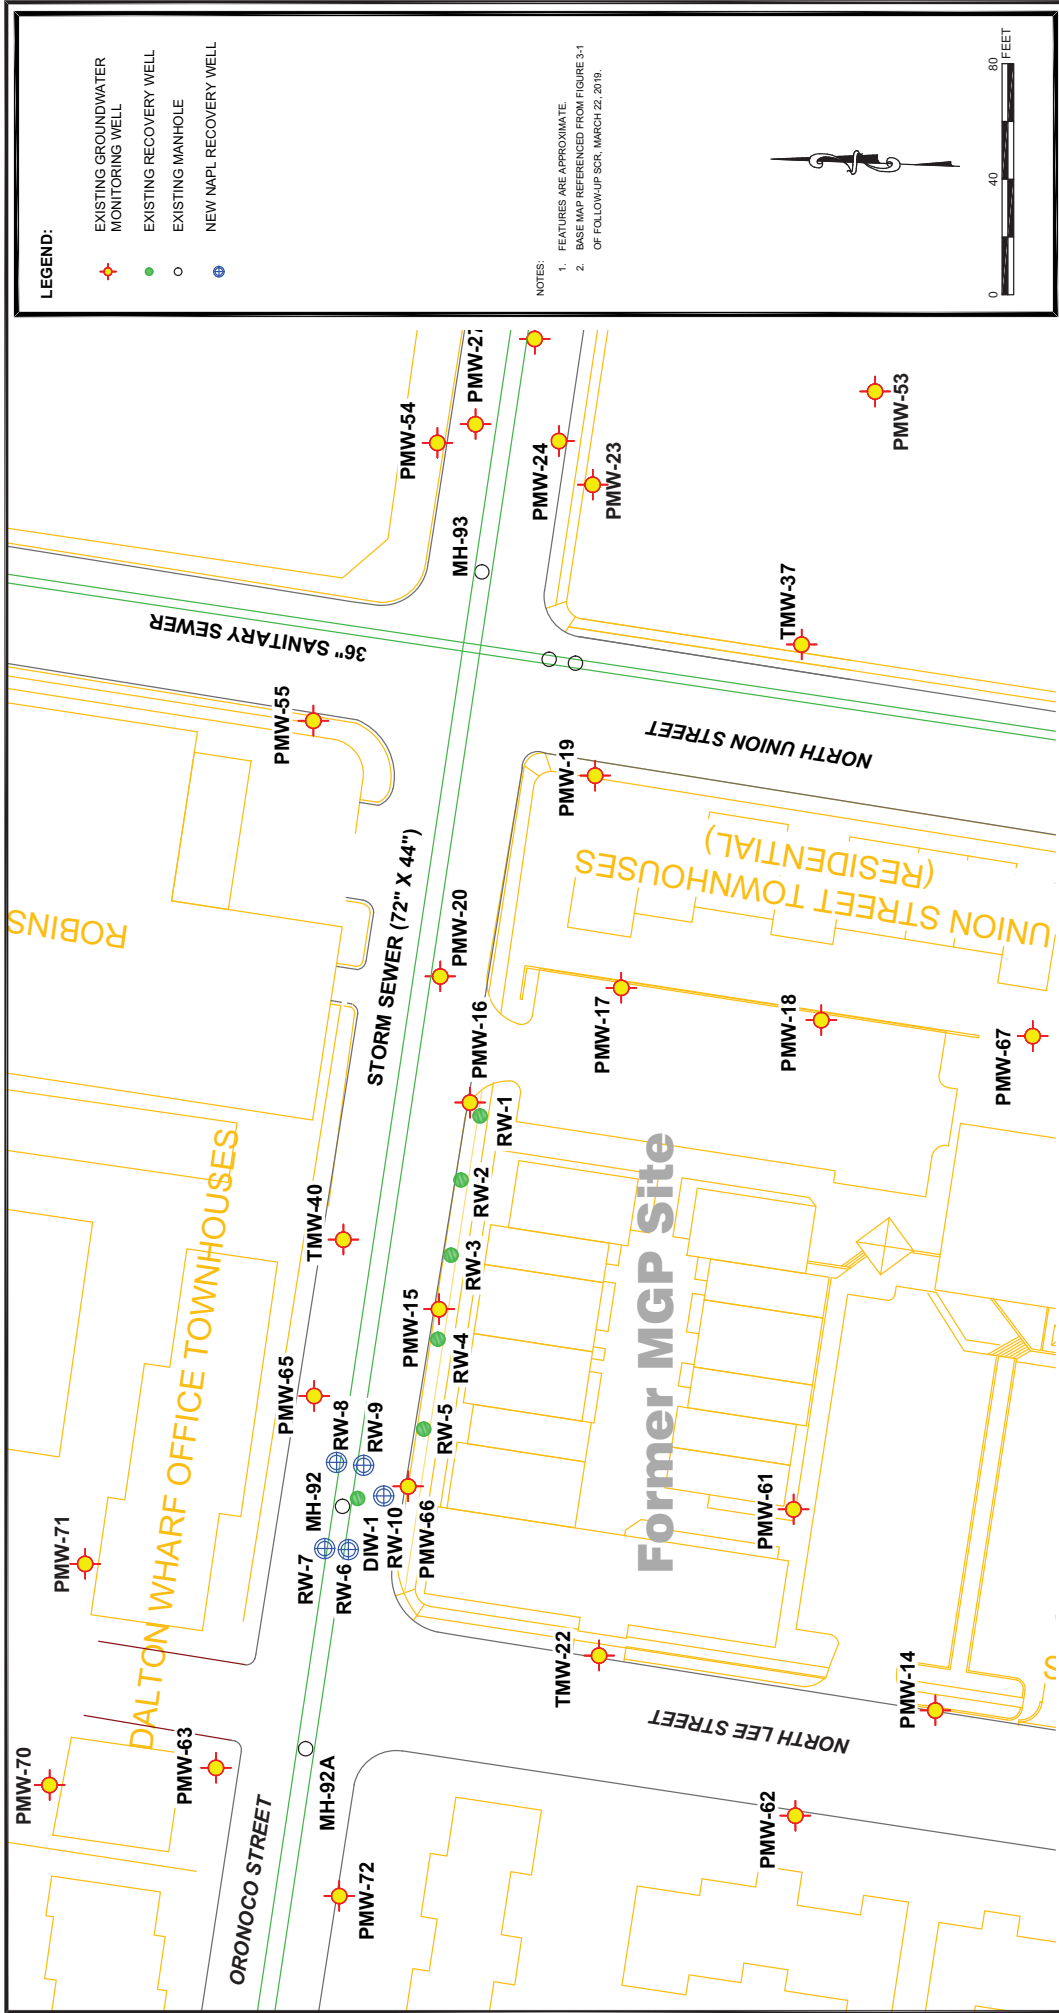 LEGEND:
EXISTING GROUNDWATER
MONITORING WELL
EXISTING RECOVERY WELL
EXISTING MANHOLE
NEW NAPL RECOVERY WELL
NOTES:
1. FEATURES ARE APPROXIMATE.
2. BASE MAP REFERENCED FROM FIGURE 3-1
OF FOLLOW-UP SCR, MARCH 22, 2019.
0 40 80
FEET
PMW-70
PMW-71
PMW-63
DALTON WHARF OFFICE TOWNHOUSES
ROBINS
PMW-55
36" SANITARY SEWER
PMW-54
PMW-27
MH-93
PMW-24
PMW-23
PMW-53
TMW-37
NORTH UNION STREET
PMW-19
UNION STREET TOWNHOUSES
(RESIDENTIAL)
STORM SEWER (72" X 44")
PMW-20
PMW-16
PMW-17
PMW-18
PMW-67
TMW-40
RW-1
RW-2
RW-3
PMW-15
RW-4
RW-5
PMW-65
RW-8
RW-9
MH-92
DIW-1
RW-10
PMW-66
RW-7
RW-6
Former MGP Site
PMW-61
TMW-22
PMW-14
NORTH LEE STREET
PMW-62
MH-92A
PMW-72
ORONOCO STREET
S